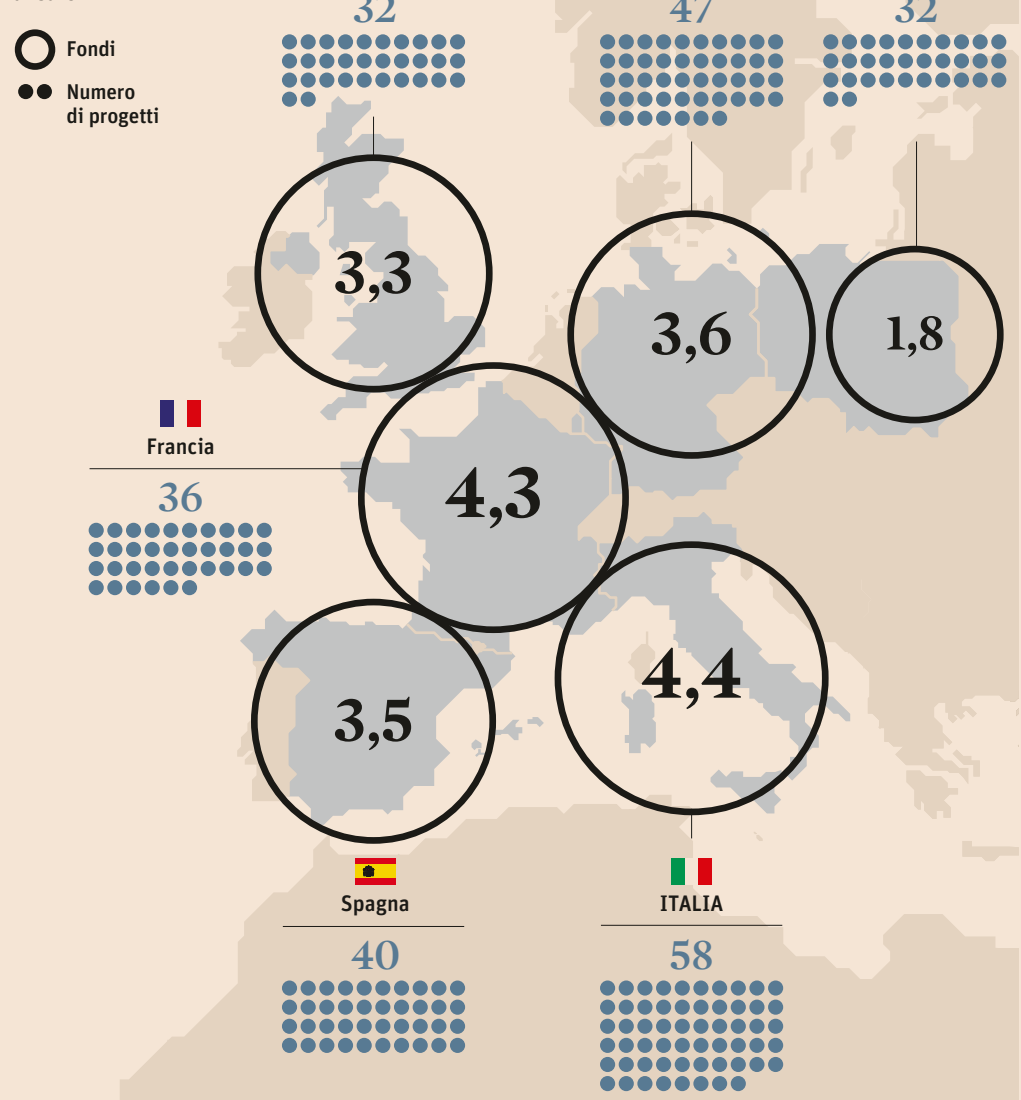 Fondi
Numero
di progetti
32
47
32
3,3
3,6
1,8
Francia
36
4,3
3,5
4,4
Spagna
40
ITALIA
58